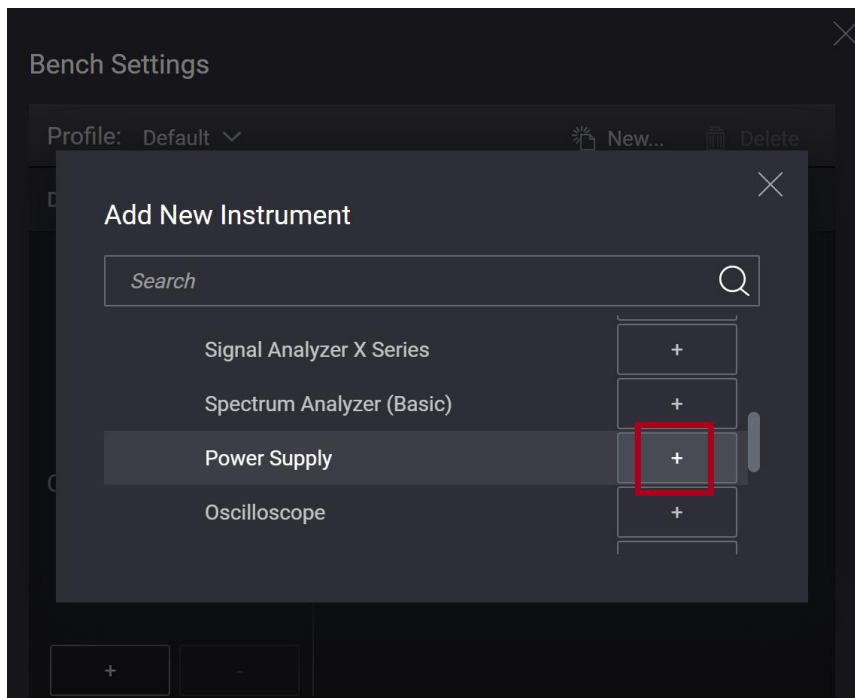 Bench Settings
Profile: Default
New... Delete
D
Add New Instrument
Search
Signal Analyzer X Series +
Spectrum Analyzer (Basic) +
Power Supply +
Oscilloscope +
+ -